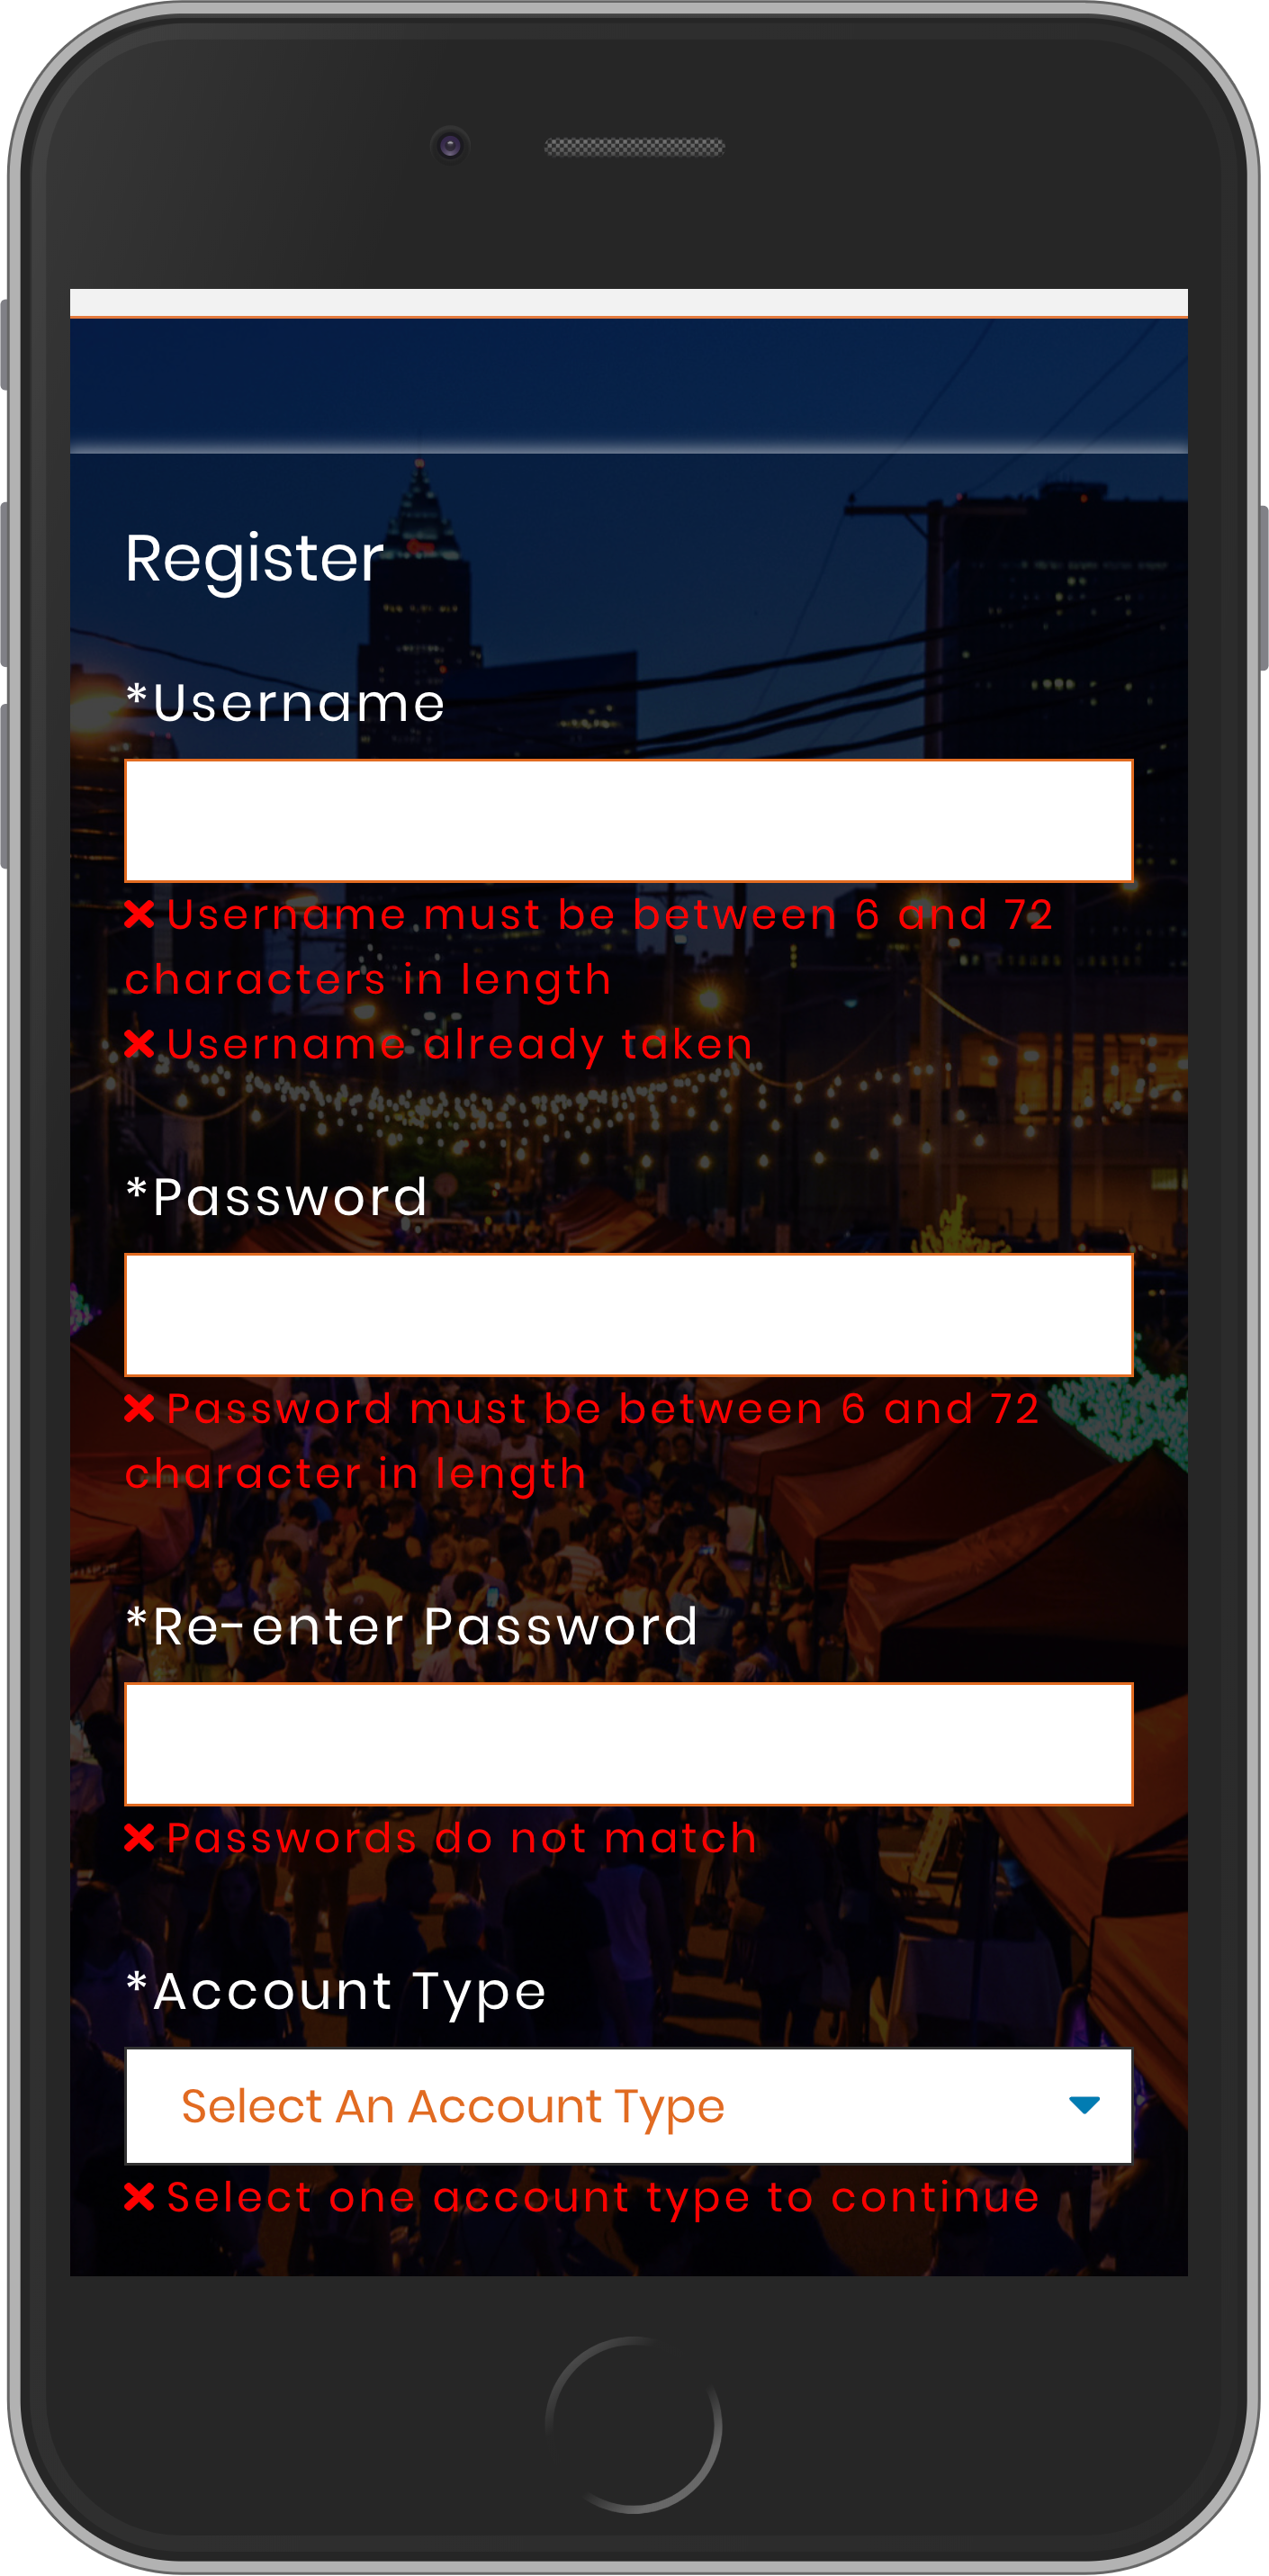 Register
*Username
Username must be between 6 and 72
characters in length
Username already taken
*Password
Password must be between 6 and 72
character in length
*Re-enter Password
Passwords do not match
*Account Type
Select An Account Type
Select one account type to continue